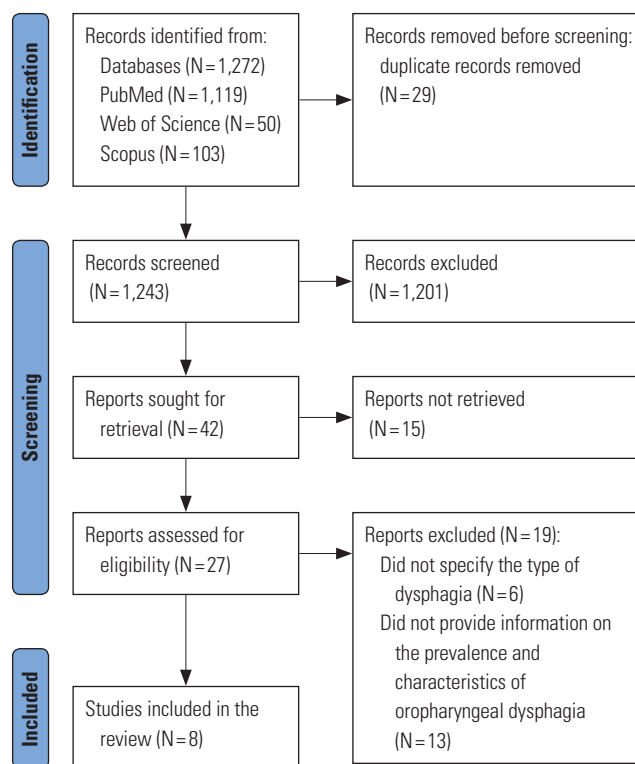 Identification
Records identified from:
Databases (N=1,272)
PubMed (N=1,119)
Web of Science (N=50)
Scopus (N=103)
Records removed before screening:
duplicate records removed
(N=29)
Screening
Records screened
(N=1,243)
Records excluded
(N=1,201)
Reports sought for
retrieval (N=42)
Reports not retrieved
(N=15)
Reports assessed for
eligibility (N=27)
Reports excluded (N=19):
Did not specify the type of
dysphagia (N=6)
Did not provide information on
the prevalence and
characteristics of
oropharyngeal dysphagia
(N=13)
Included
Studies included in the
review (N=8)